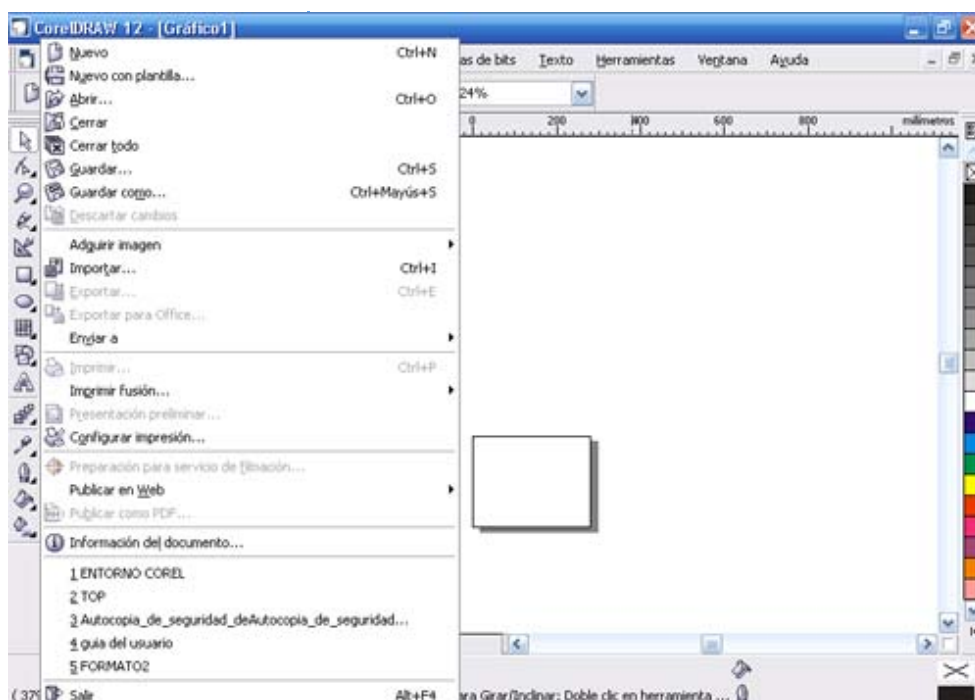 CorelDRAW 12 - [Gráfico1]
as de bits Texto Herramientas Ventana Ayuda
24%
0 200 400 600 800 milímetros
Nuevo Ctrl+N
Nuevo con plantilla...
Abrir... Ctrl+O
Cerrar
Cerrar todo
Guardar... Ctrl+S
Guardar como... Ctrl+Mayús+S
Descartar cambios
Adquirir imagen
Importar... Ctrl+I
Exportar... Ctrl+E
Exportar para Office...
Enviar a
Imprimir... Ctrl+P
Imprimir fusión...
Presentación preliminar...
Configurar impresión...
Preparación para servicio de filmación...
Publicar en Web
Publicar como PDF...
Información del documento...
1 ENTORNO COREL
2 TOP
3 Autocopia_de_seguridad_deAutocopia_de_seguridad...
4 guia del usuario
5 FORMATO2
Salir Alt+F4
( 379 ara Girar/Inclinar; Doble clic en herramienta ...